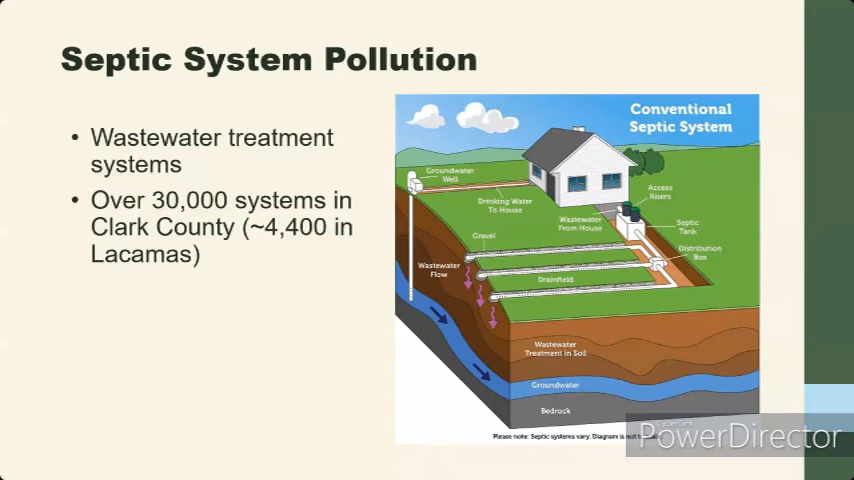 Septic System Pollution
• Wastewater treatment
systems
• Over 30,000 systems in
Clark County (~4,400 in
Lacamas)
Conventional
Septic System
Groundwater
Well
Drinking Water
To House
Access
Risers
Wastewater
From House
Septic
Tank
Gravel
Distribution
Box
Wastewater
Flow
Drainfield
Wastewater
Treatment in Soil
Groundwater
Bedrock
Please note: Septic systems vary. Diagram is not
CyberLink
PowerDirector